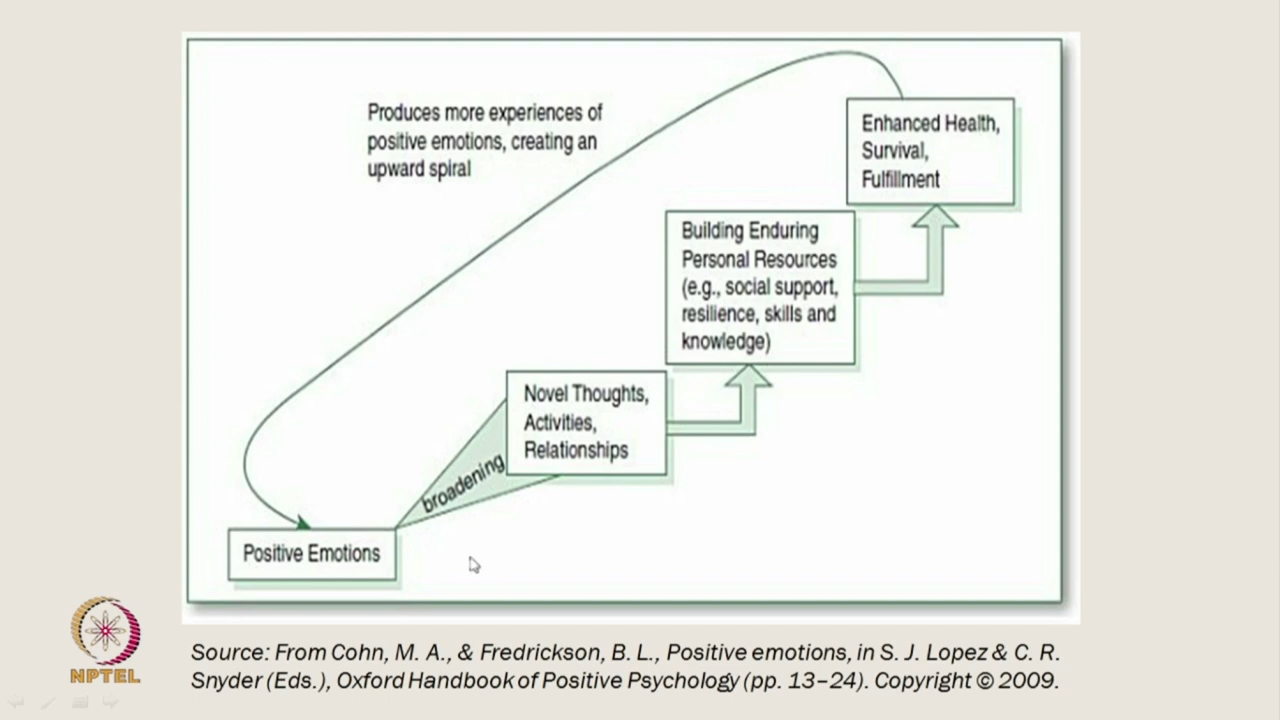 Produces more experiences of
positive emotions, creating an
upward spiral
Enhanced Health,
Survival,
Fulfillment
Building Enduring
Personal Resources
(e.g., social support,
resilience, skills and
knowledge)
Novel Thoughts,
Activities,
Relationships
broadening
Positive Emotions
NPTEL
Source: From Cohn, M. A., & Fredrickson, B. L., Positive emotions, in S. J. Lopez & C. R.
Snyder (Eds.), Oxford Handbook of Positive Psychology (pp. 13–24). Copyright © 2009.